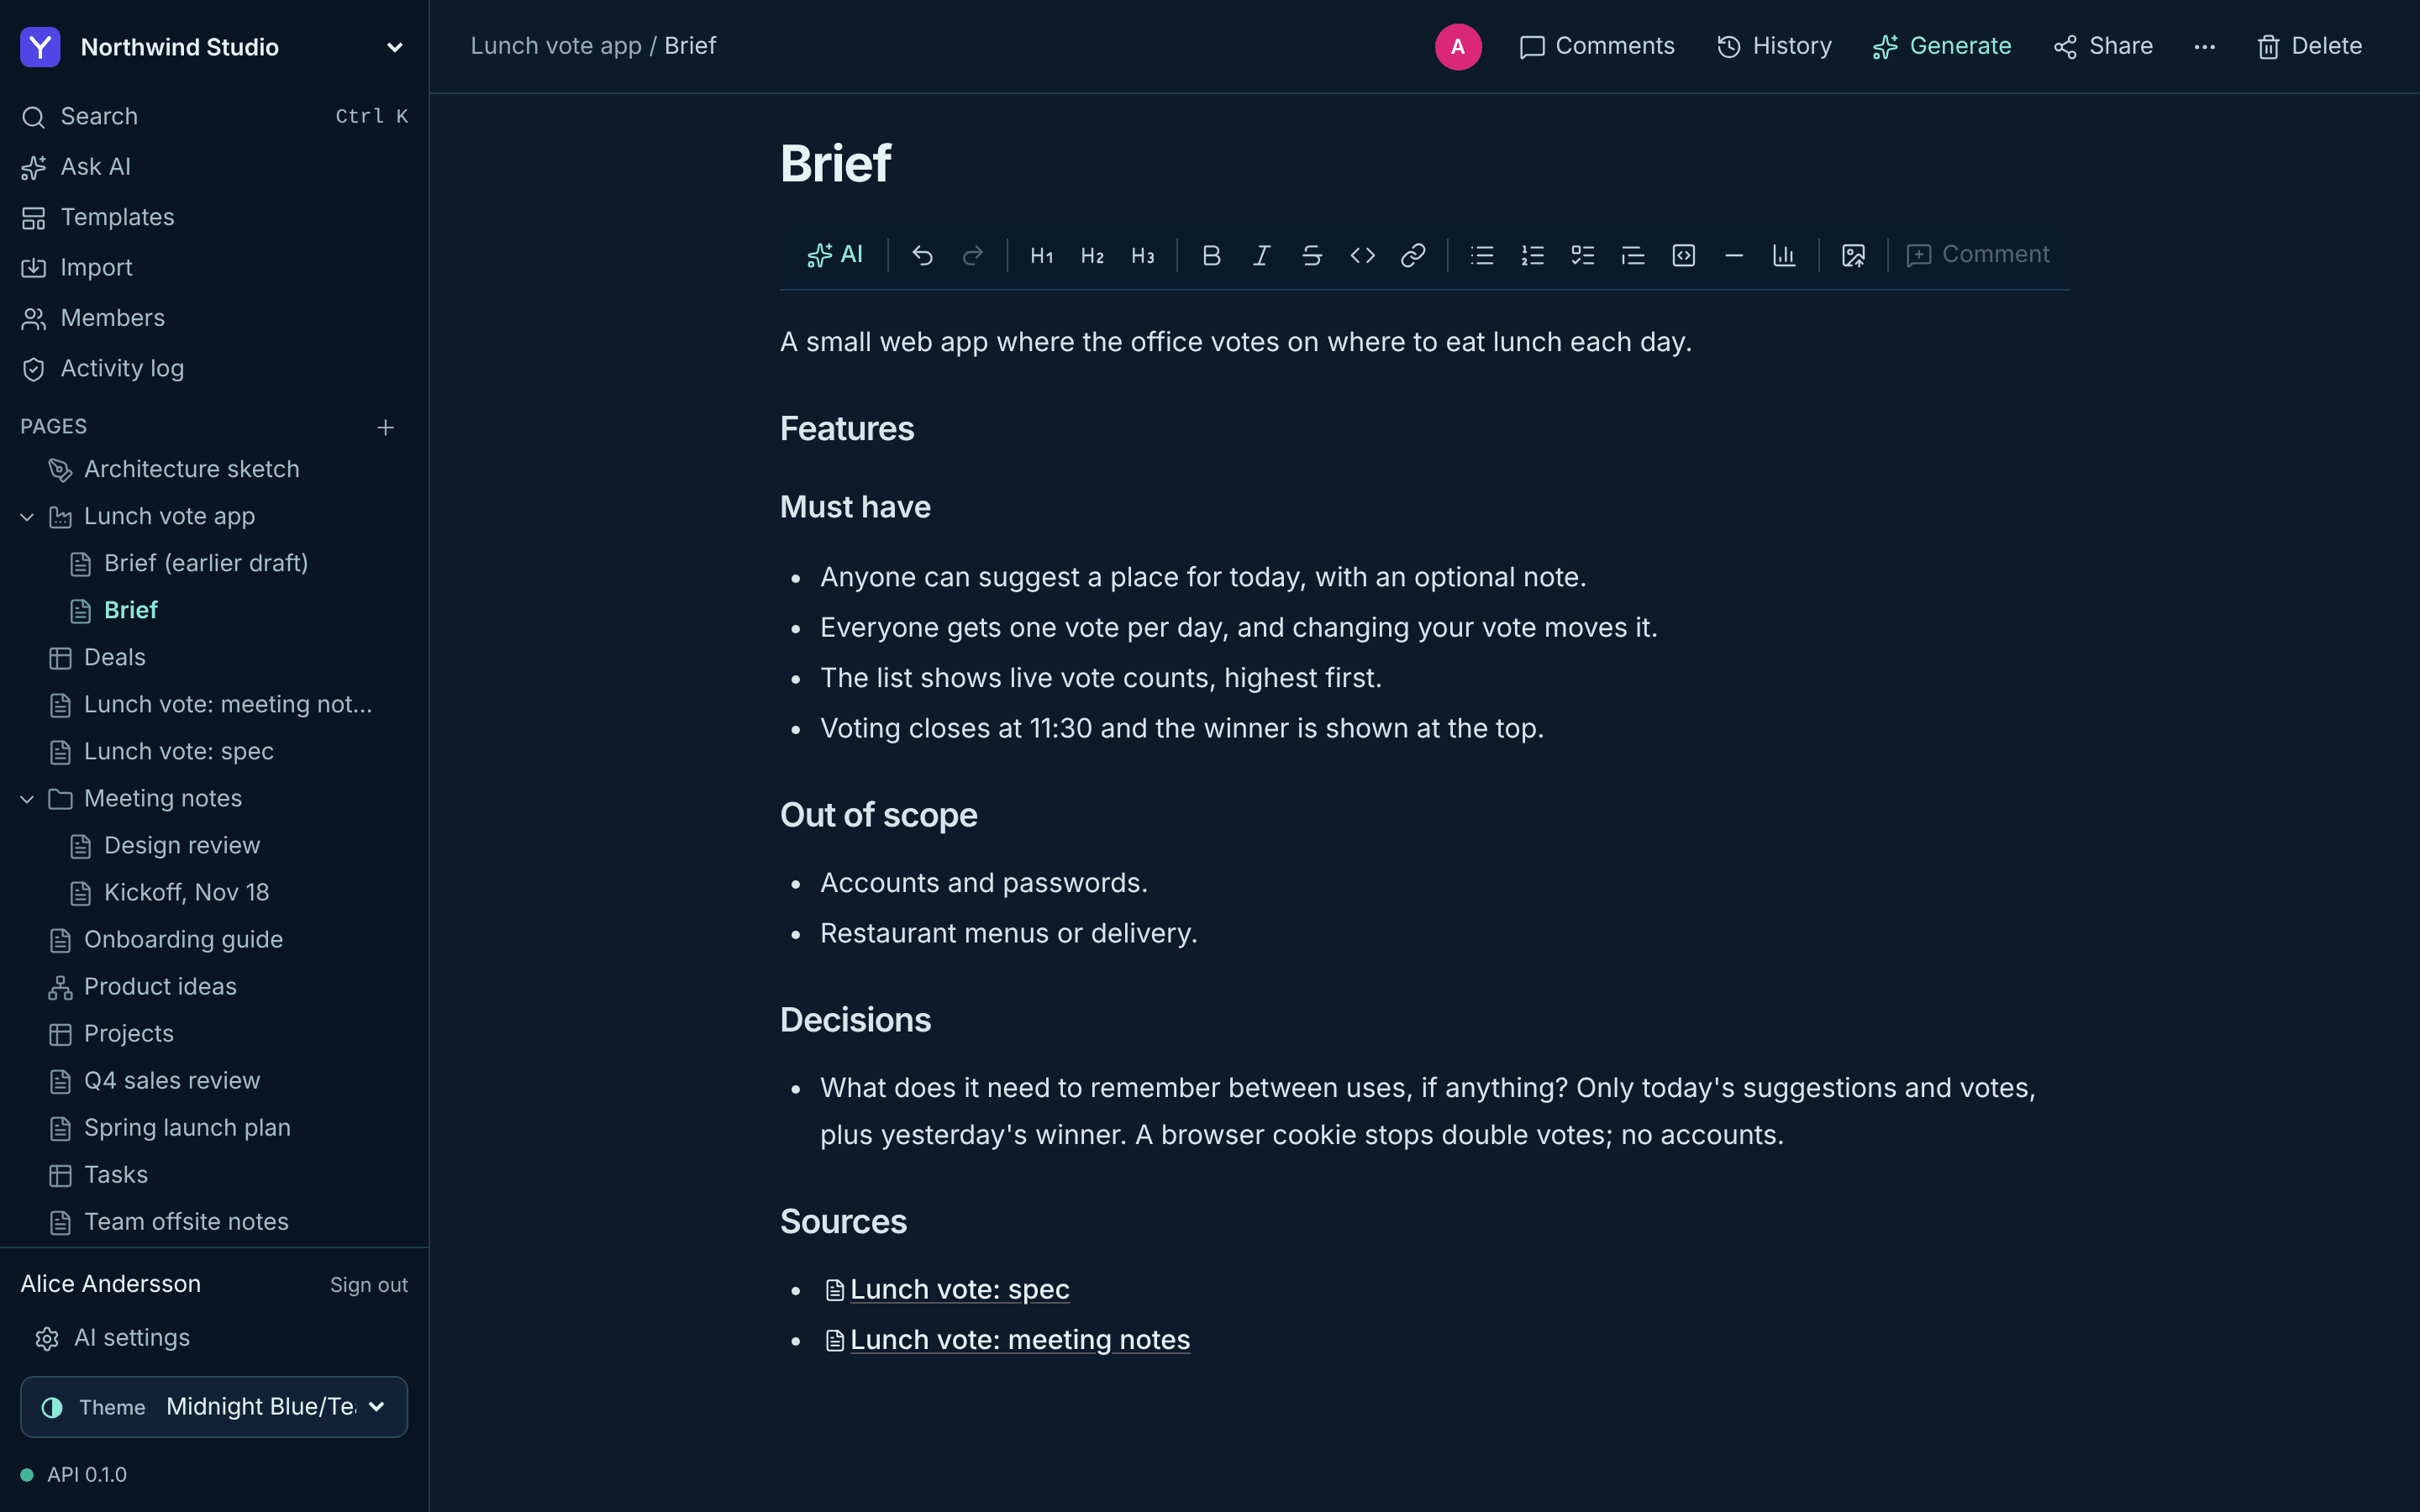 Northwind Studio
Search Ctrl K
Ask AI
Templates
Import
Members
Activity log
PAGES
Architecture sketch
Lunch vote app
Brief (earlier draft)
Brief
Deals
Lunch vote: meeting not...
Lunch vote: spec
Meeting notes
Design review
Kickoff, Nov 18
Onboarding guide
Product ideas
Projects
Q4 sales review
Spring launch plan
Tasks
Team offsite notes
Alice Andersson Sign out
AI settings
Theme Midnight Blue/Te
API 0.1.0
Lunch vote app / Brief
A Comments History Generate Share Delete
Brief
AI H1 H2 H3 Comment
A small web app where the office votes on where to eat lunch each day.
Features
Must have
Anyone can suggest a place for today, with an optional note.
Everyone gets one vote per day, and changing your vote moves it.
The list shows live vote counts, highest first.
Voting closes at 11:30 and the winner is shown at the top.
Out of scope
Accounts and passwords.
Restaurant menus or delivery.
Decisions
What does it need to remember between uses, if anything? Only today's suggestions and votes,
plus yesterday's winner. A browser cookie stops double votes; no accounts.
Sources
Lunch vote: spec
Lunch vote: meeting notes